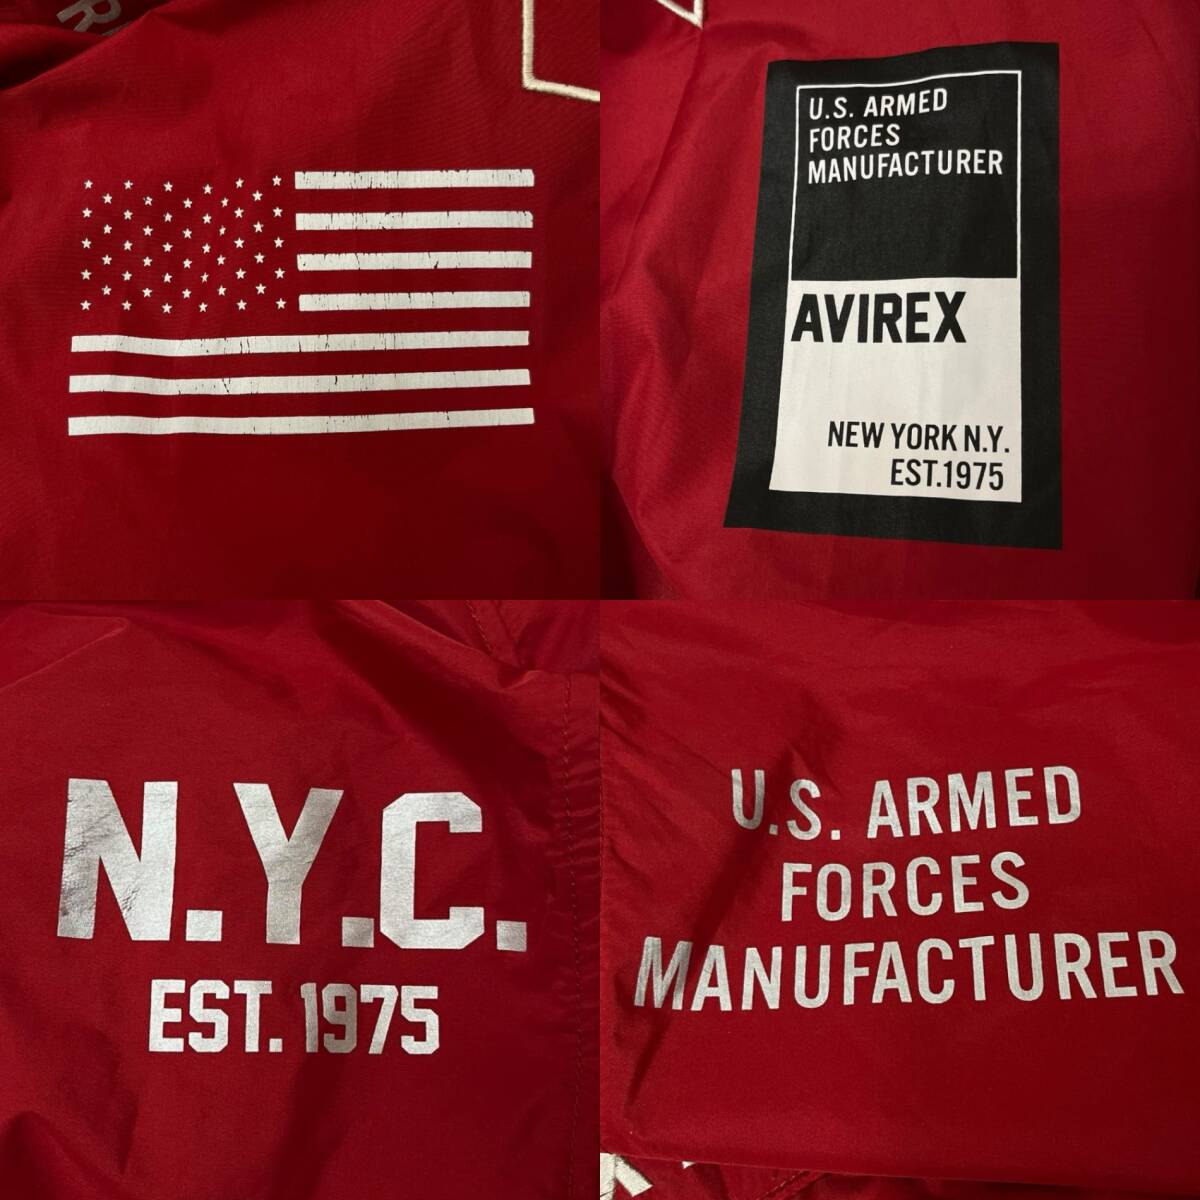 U.S. ARMED
FORCES
MANUFACTURER
AVIREX
NEW YORK N.Y.
EST.1975
N.Y.C.
EST. 1975
U.S. ARMED
FORCES
MANUFACTURER